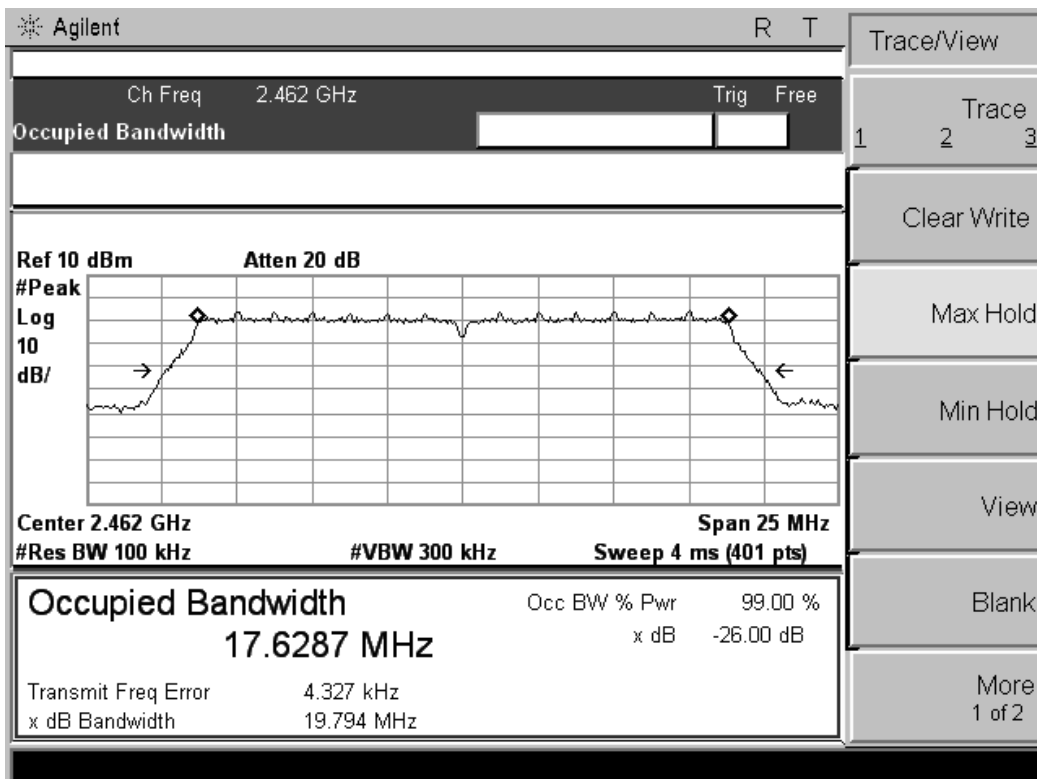 Agilent R T
Trace/View
Ch Freq 2.462 GHz Trig Free
Occupied Bandwidth
Trace
1 2 3
Clear Write
Ref 10 dBm Atten 20 dB
#Peak
Log
10
dB/
Max Hold
Min Hold
View
Center 2.462 GHz Span 25 MHz
#Res BW 100 kHz #VBW 300 kHz Sweep 4 ms (401 pts)
Occupied Bandwidth
17.6287 MHz
Occ BW % Pwr 99.00 %
x dB -26.00 dB
Transmit Freq Error 4.327 kHz
x dB Bandwidth 19.794 MHz
Blank
More
1 of 2